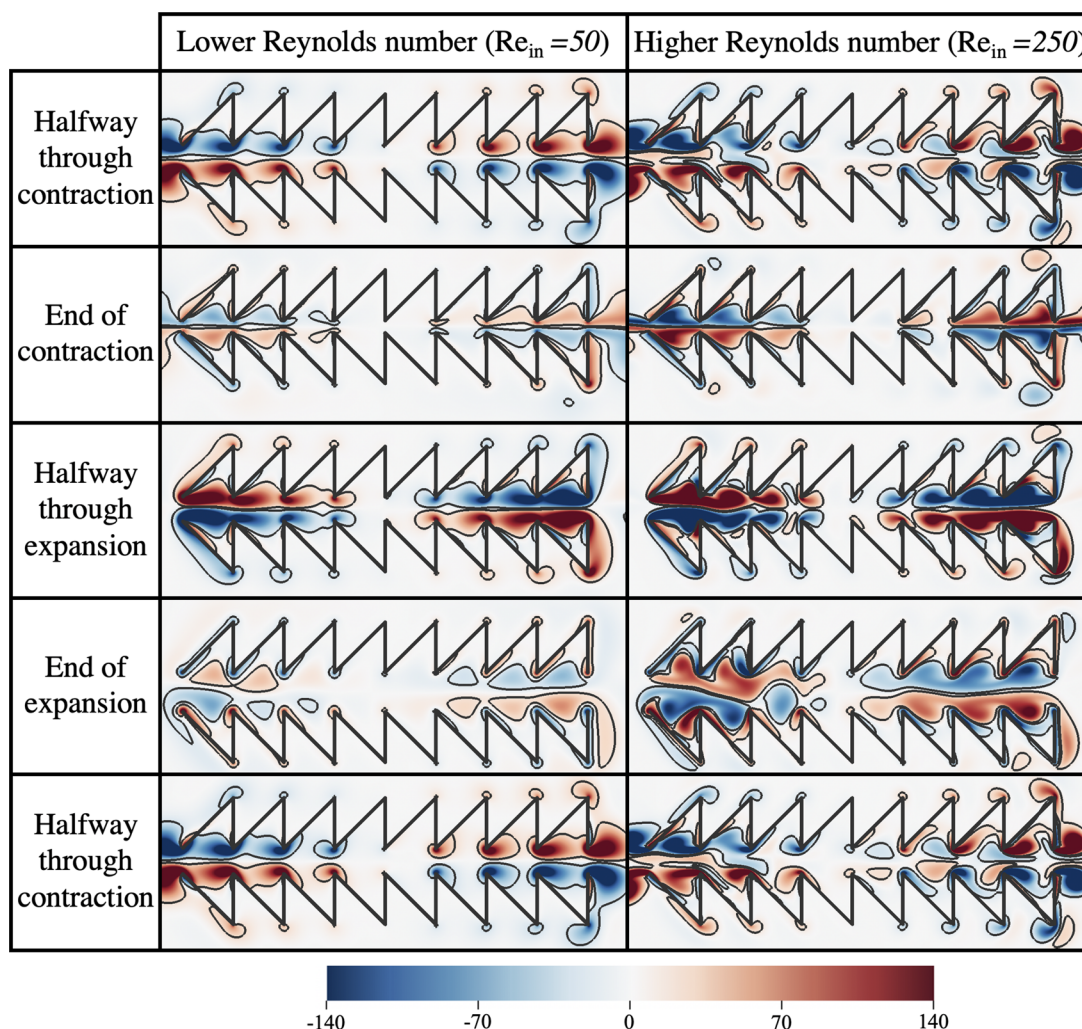 Lower Reynolds number (Re_in =50)
Higher Reynolds number (Re_in =250)
Halfway
through
contraction
End of
contraction
Halfway
through
expansion
End of
expansion
Halfway
through
contraction
-140 -70 0 70 140